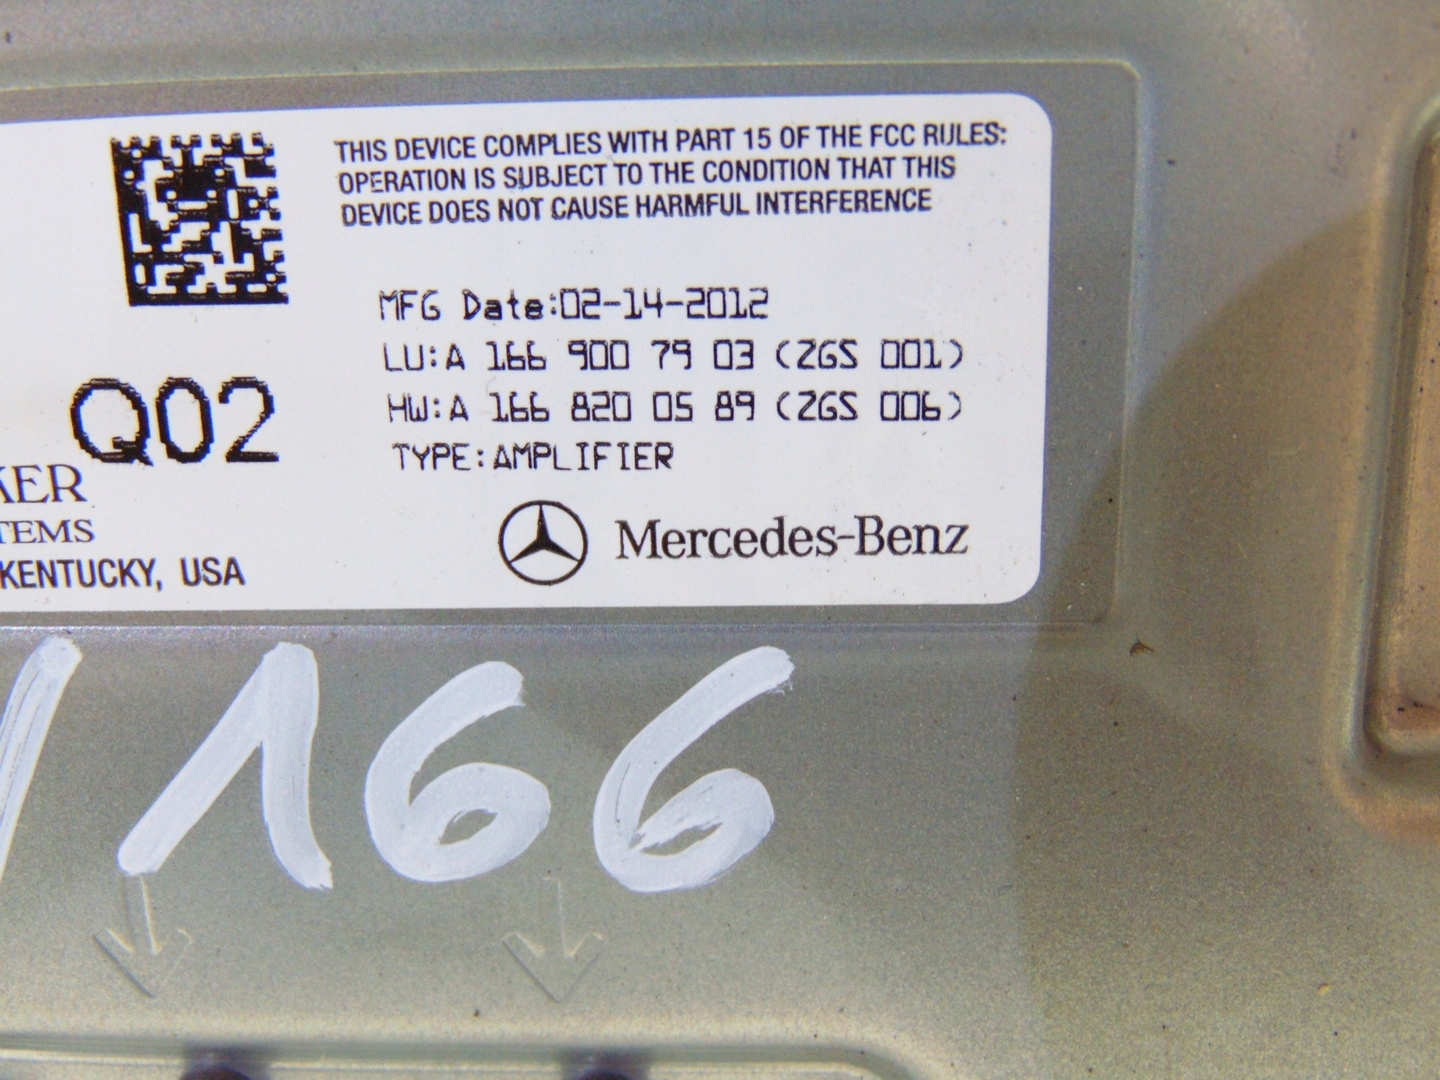 THIS DEVICE COMPLIES WITH PART 15 OF THE FCC RULES:
OPERATION IS SUBJECT TO THE CONDITION THAT THIS
DEVICE DOES NOT CAUSE HARMFUL INTERFERENCE
MFG Date:02-14-2012
LU:A 166 900 79 03 (ZGS 001)
HW:A 166 820 05 89 (ZGS 006)
TYPE:AMPLIFIER
Q02
KER
TEMS
KENTUCKY, USA
Mercedes-Benz
/ 166